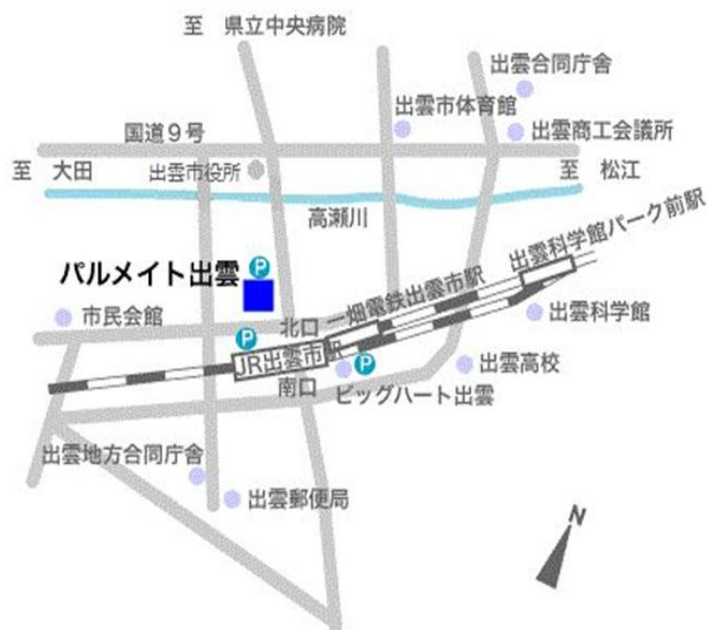 至 県立中央病院
出雲合同庁舎
出雲市体育館
国道9号
出雲商工会議所
至 大田
出雲市役所
至 松江
高瀬川
出雲科学館パーク前駅
P
パルメイト出雲
一畑電鉄出雲市駅
市民会館
北口
出雲科学館
P
JR出雲市
P
出雲高校
南口
ビッグハート出雲
出雲地方合同庁舎
出雲郵便局
N